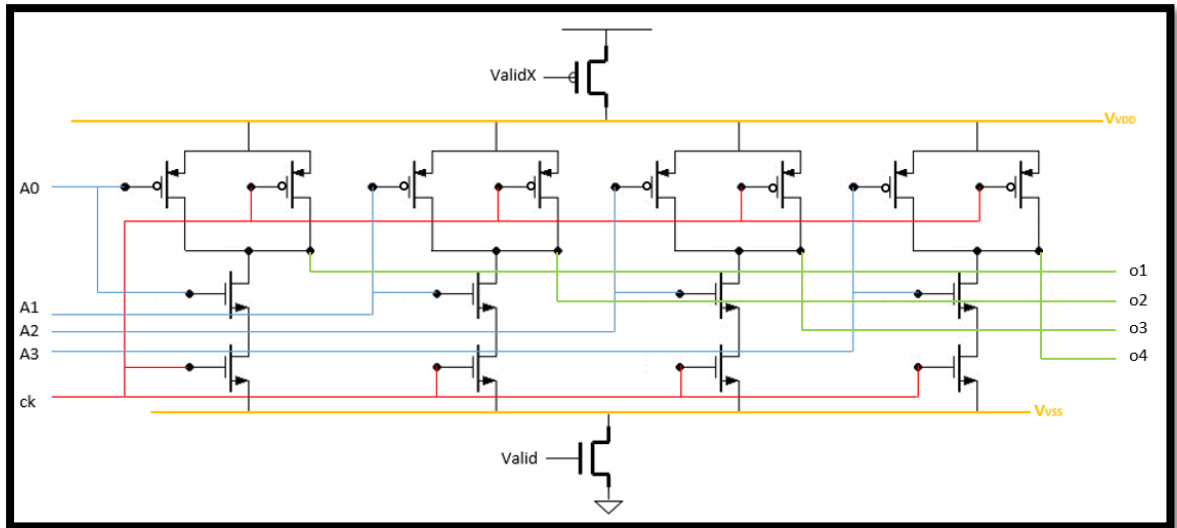 ValidX
VVDD
A0
o1
A1
o2
A2
o3
A3
o4
ck
VVSS
Valid